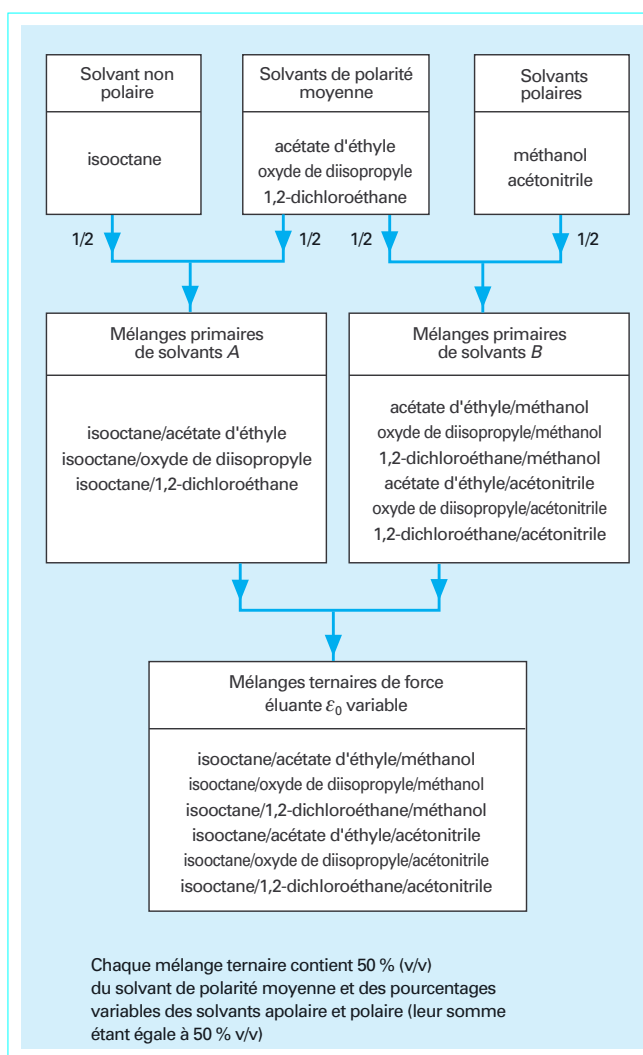 Solvant non
polaire
isooctane
Solvants de polarité
moyenne
acétate d'éthyle
oxyde de diisopropyle
1,2-dichloroéthane
Solvants
polaires
méthanol
acétonitrile
1/2
1/2
1/2
1/2
Mélanges primaires
de solvants A
isooctane/acétate d'éthyle
isooctane/oxyde de diisopropyle
isooctane/1,2-dichloroéthane
Mélanges primaires
de solvants B
acétate d'éthyle/méthanol
oxyde de diisopropyle/méthanol
1,2-dichloroéthane/méthanol
acétate d'éthyle/acétonitrile
oxyde de diisopropyle/acétonitrile
1,2-dichloroéthane/acétonitrile
Mélanges ternaires de force
éluante ε₀ variable
isooctane/acétate d'éthyle/méthanol
isooctane/oxyde de diisopropyle/méthanol
isooctane/1,2-dichloroéthane/méthanol
isooctane/acétate d'éthyle/acétonitrile
isooctane/oxyde de diisopropyle/acétonitrile
isooctane/1,2-dichloroéthane/acétonitrile
Chaque mélange ternaire contient 50 % (v/v)
du solvant de polarité moyenne et des pourcentages
variables des solvants apolaire et polaire (leur somme
étant égale à 50 % v/v)